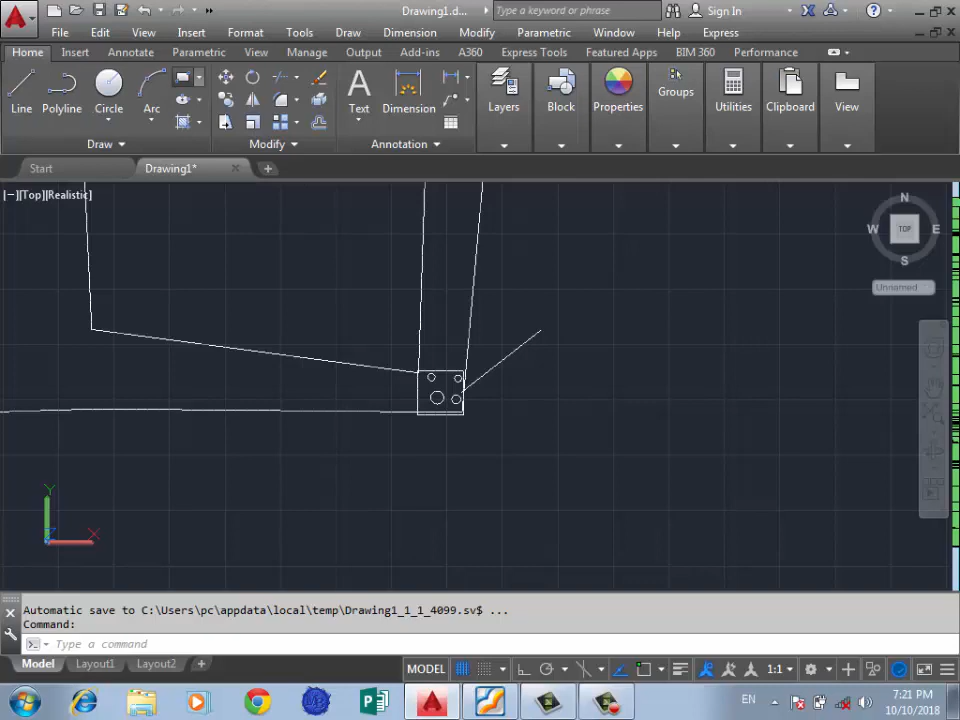 Drawing1.d...
Type a keyword or phrase
Sign In
File Edit View Insert Format Tools Draw Dimension Modify Parametric Window Help Express
Home Insert Annotate Parametric View Manage Output Add-ins A360 Express Tools Featured Apps BIM 360 Performance
Line Polyline Circle Arc Text Dimension Layers Block Properties Groups Utilities Clipboard View
Draw Modify Annotation
Start Drawing1*
[−][Top][Realistic]
N
W TOP E
S
Unnamed
Y
Z X
Automatic save to C:\Users\pc\appdata\local\temp\Drawing1_1_1_4099.sv$ ...
Command:
Type a command
Model Layout1 Layout2 +
MODEL 1:1
EN 7:21 PM
10/10/2018